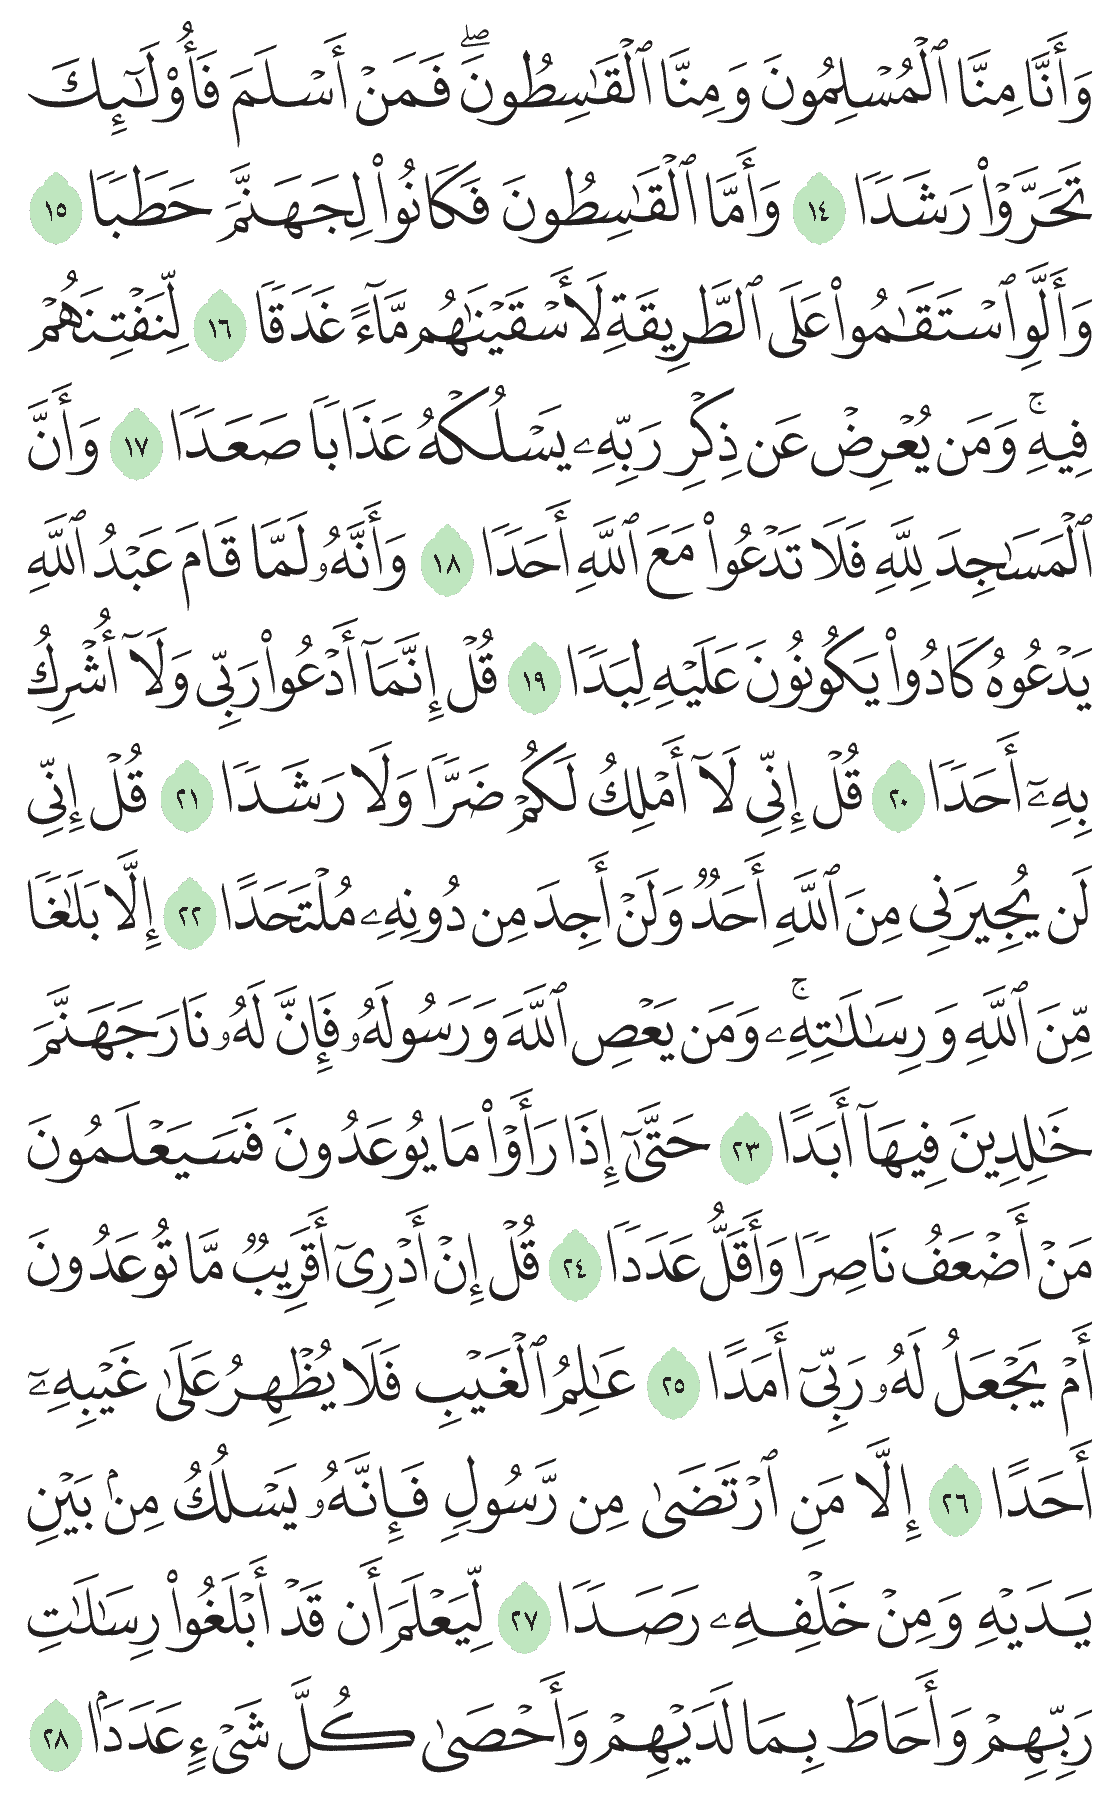 وَأَنَّا مِنَّا ٱلۡمُسۡلِمُونَ وَمِنَّا ٱلۡقَٰسِطُونَۖ فَمَنۡ أَسۡلَمَ فَأُوْلَٰٓئِكَ
تَحَرَّوۡاْ رَشَدٗا ١٤ وَأَمَّا ٱلۡقَٰسِطُونَ فَكَانُواْ لِجَهَنَّمَ حَطَبٗا ١٥
وَأَلَّوِ ٱسۡتَقَٰمُواْ عَلَى ٱلطَّرِيقَةِ لَأَسۡقَيۡنَٰهُم مَّآءً غَدَقٗا ١٦ لِّنَفۡتِنَهُمۡ
فِيهِۚ وَمَن يُعۡرِضۡ عَن ذِكۡرِ رَبِّهِۦ يَسۡلُكۡهُ عَذَابٗا صَعَدٗا ١٧ وَأَنَّ
ٱلۡمَسَٰجِدَ لِلَّهِ فَلَا تَدۡعُواْ مَعَ ٱللَّهِ أَحَدٗا ١٨ وَأَنَّهُۥ لَمَّا قَامَ عَبۡدُ ٱللَّهِ
يَدۡعُوهُ كَادُواْ يَكُونُونَ عَلَيۡهِ لِبَدٗا ١٩ قُلۡ إِنَّمَآ أَدۡعُواْ رَبِّي وَلَآ أُشۡرِكُ
بِهِۦٓ أَحَدٗا ٢٠ قُلۡ إِنِّي لَآ أَمۡلِكُ لَكُمۡ ضَرّٗا وَلَا رَشَدٗا ٢١ قُلۡ إِنِّي
لَن يُجِيرَنِي مِنَ ٱللَّهِ أَحَدٞ وَلَنۡ أَجِدَ مِن دُونِهِۦ مُلۡتَحَدًا ٢٢ إِلَّا بَلَٰغٗا
مِّنَ ٱللَّهِ وَرِسَٰلَٰتِهِۦۚ وَمَن يَعۡصِ ٱللَّهَ وَرَسُولَهُۥ فَإِنَّ لَهُۥ نَارَ جَهَنَّمَ
خَٰلِدِينَ فِيهَآ أَبَدًا ٢٣ حَتَّىٰٓ إِذَا رَأَوۡاْ مَا يُوعَدُونَ فَسَيَعۡلَمُونَ
مَنۡ أَضۡعَفُ نَاصِرٗا وَأَقَلُّ عَدَدٗا ٢٤ قُلۡ إِنۡ أَدۡرِيٓ أَقَرِيبٞ مَّا تُوعَدُونَ
أَمۡ يَجۡعَلُ لَهُۥ رَبِّيٓ أَمَدًا ٢٥ عَٰلِمُ ٱلۡغَيۡبِ فَلَا يُظۡهِرُ عَلَىٰ غَيۡبِهِۦٓ
أَحَدًا ٢٦ إِلَّا مَنِ ٱرۡتَضَىٰ مِن رَّسُولٖ فَإِنَّهُۥ يَسۡلُكُ مِنۢ بَيۡنِ
يَدَيۡهِ وَمِنۡ خَلۡفِهِۦ رَصَدٗا ٢٧ لِّيَعۡلَمَ أَن قَدۡ أَبۡلَغُواْ رِسَٰلَٰتِ
رَبِّهِمۡ وَأَحَاطَ بِمَا لَدَيۡهِمۡ وَأَحۡصَىٰ كُلَّ شَيۡءٍ عَدَدَۢا ٢٨